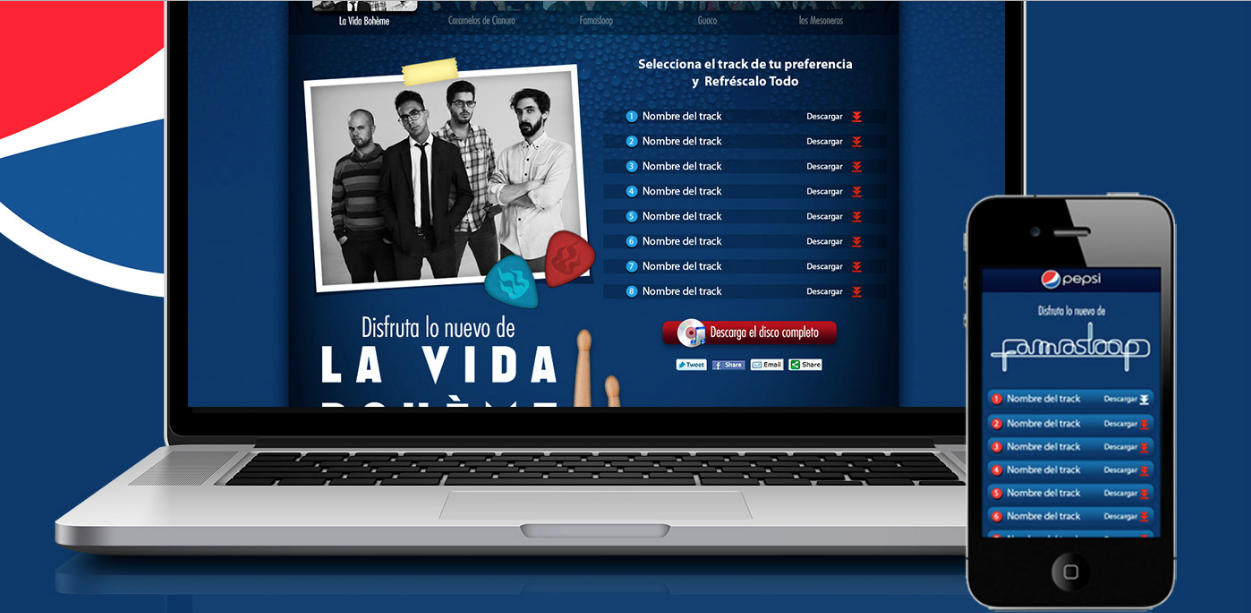 La Vida Bohème
Caramelos de Cianuro
Famasloop
Guaco
los Mesoneros
Selecciona el track de tu preferencia
y Refréscalo Todo
1 Nombre del track Descargar
2 Nombre del track Descargar
3 Nombre del track Descargar
4 Nombre del track Descargar
5 Nombre del track Descargar
6 Nombre del track Descargar
7 Nombre del track Descargar
8 Nombre del track Descargar
Descarga el disco completo
Tweet
Share
Email
Share
Disfruta lo nuevo de
LA VIDA
BOHÈME
pepsi
Disfruta lo nuevo de
famasloop
1 Nombre del track Descargar
2 Nombre del track Descargar
3 Nombre del track Descargar
4 Nombre del track Descargar
5 Nombre del track Descargar
6 Nombre del track Descargar